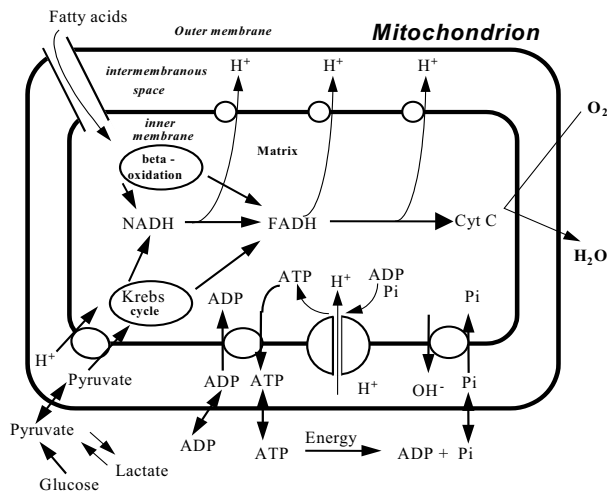 Fatty acids
Outer membrane
Mitochondrion
intermembranous
space
H+
H+
H+
O2
inner
membrane
Matrix
beta -
oxidation
NADH
FADH
Cyt C
H2O
Krebs
cycle
ADP
ATP
H+
ADP
Pi
Pi
H+
Pyruvate
ADP
ATP
H+
OH-
Pi
Pyruvate
Lactate
Glucose
ADP
ATP
Energy
ADP + Pi